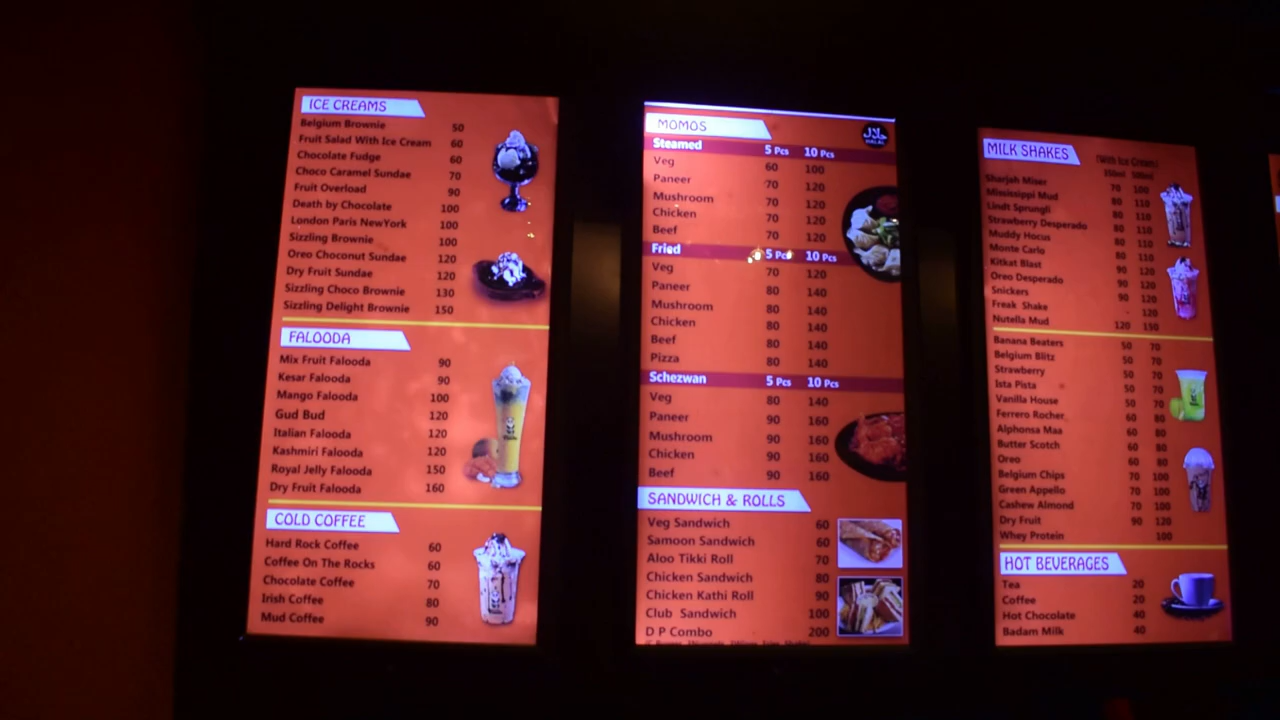 ICE CREAMS
Belgium Brownie 50
Fruit Salad With Ice Cream 60
Chocolate Fudge 60
Choco Caramel Sundae 70
Fruit Overload 90
Death by Chocolate 100
London Paris NewYork 100
Sizzling Brownie 100
Oreo Choconut Sundae 120
Dry Fruit Sundae 120
Sizzling Choco Brownie 130
Sizzling Delight Brownie 150
FALOODA
Mix Fruit Falooda 90
Kesar Falooda 90
Mango Falooda 100
Gud Bud 120
Italian Falooda 120
Kashmiri Falooda 120
Royal Jelly Falooda 150
Dry Fruit Falooda 160
COLD COFFEE
Hard Rock Coffee 60
Coffee On The Rocks 60
Chocolate Coffee 70
Irish Coffee 80
Mud Coffee 90
MOMOS
حلال
HALAL
Steamed 5 Pcs 10 Pcs
Veg 60 100
Paneer 70 120
Mushroom 70 120
Chicken 70 120
Beef 70 120
Fried 5 Pcs 10 Pcs
Veg 70 120
Paneer 80 140
Mushroom 80 140
Chicken 80 140
Beef 80 140
Pizza 80 140
Schezwan 5 Pcs 10 Pcs
Veg 80 140
Paneer 90 160
Mushroom 90 160
Chicken 90 160
Beef 90 160
SANDWICH & ROLLS
Veg Sandwich 60
Samoon Sandwich 60
Aloo Tikki Roll 70
Chicken Sandwich 80
Chicken Kathi Roll 90
Club Sandwich 100
D P Combo 200
MILK SHAKES (With Ice Cream)
350ml 500ml
Sharjah Miser 70 100
Mississippi Mud 80 110
Lindt Sprungli 80 110
Strawberry Desperado 80 110
Muddy Hocus 80 110
Monte Carlo 80 110
Kitkat Blast 90 120
Oreo Desperado 90 120
Snickers 90 120
Freak Shake - 120
Nutella Mud 120 150
Banana Beaters 50 70
Belgium Blitz 50 70
Strawberry 50 70
Ista Pista 50 70
Vanilla House 50 70
Ferrero Rocher 60 80
Alphonsa Maa 60 80
Butter Scotch 60 80
Oreo 60 80
Belgium Chips 70 100
Green Appello 70 100
Cashew Almond 70 100
Dry Fruit 90 120
Whey Protein 100
HOT BEVERAGES
Tea 20
Coffee 20
Hot Chocolate 40
Badam Milk 40